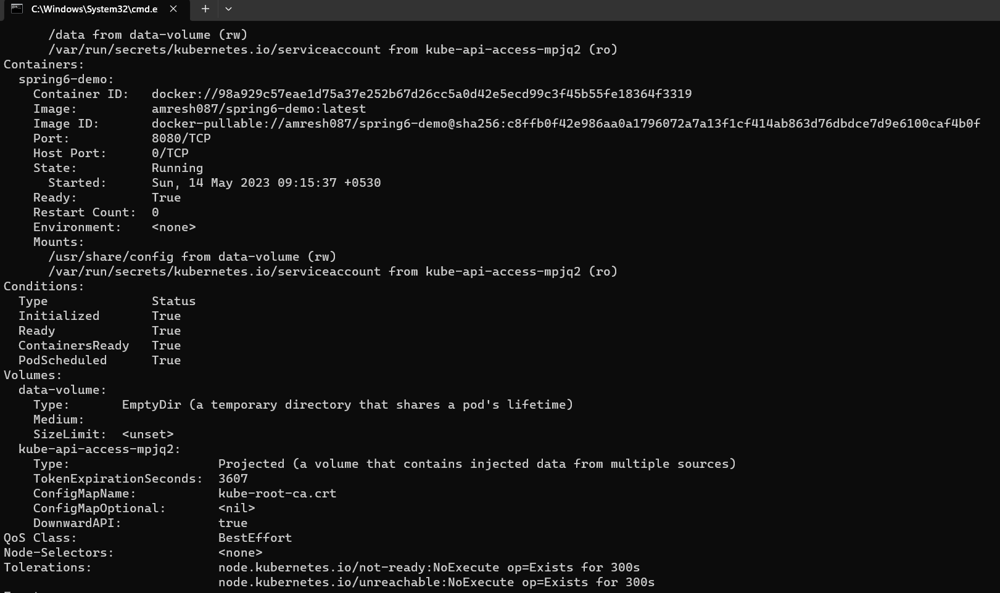 C:\Windows\System32\cmd.e
/data from data-volume (rw)
/var/run/secrets/kubernetes.io/serviceaccount from kube-api-access-mpjq2 (ro)
Containers:
spring6-demo:
Container ID: docker://98a929c57eae1d75a37e252b67d26cc5a0d42e5ecd99c3f45b55fe18364f3319
Image: amresh087/spring6-demo:latest
Image ID: docker-pullable://amresh087/spring6-demo@sha256:c8ffb0f42e986aa0a1796072a7a13f1cf414ab863d76dbdce7d9e6100caf4b0f
Port: 8080/TCP
Host Port: 0/TCP
State: Running
Started: Sun, 14 May 2023 09:15:37 +0530
Ready: True
Restart Count: 0
Environment: <none>
Mounts:
/usr/share/config from data-volume (rw)
/var/run/secrets/kubernetes.io/serviceaccount from kube-api-access-mpjq2 (ro)
Conditions:
Type Status
Initialized True
Ready True
ContainersReady True
PodScheduled True
Volumes:
data-volume:
Type: EmptyDir (a temporary directory that shares a pod's lifetime)
Medium:
SizeLimit: <unset>
kube-api-access-mpjq2:
Type: Projected (a volume that contains injected data from multiple sources)
TokenExpirationSeconds: 3607
ConfigMapName: kube-root-ca.crt
ConfigMapOptional: <nil>
DownwardAPI: true
QoS Class: BestEffort
Node-Selectors: <none>
Tolerations: node.kubernetes.io/not-ready:NoExecute op=Exists for 300s
node.kubernetes.io/unreachable:NoExecute op=Exists for 300s